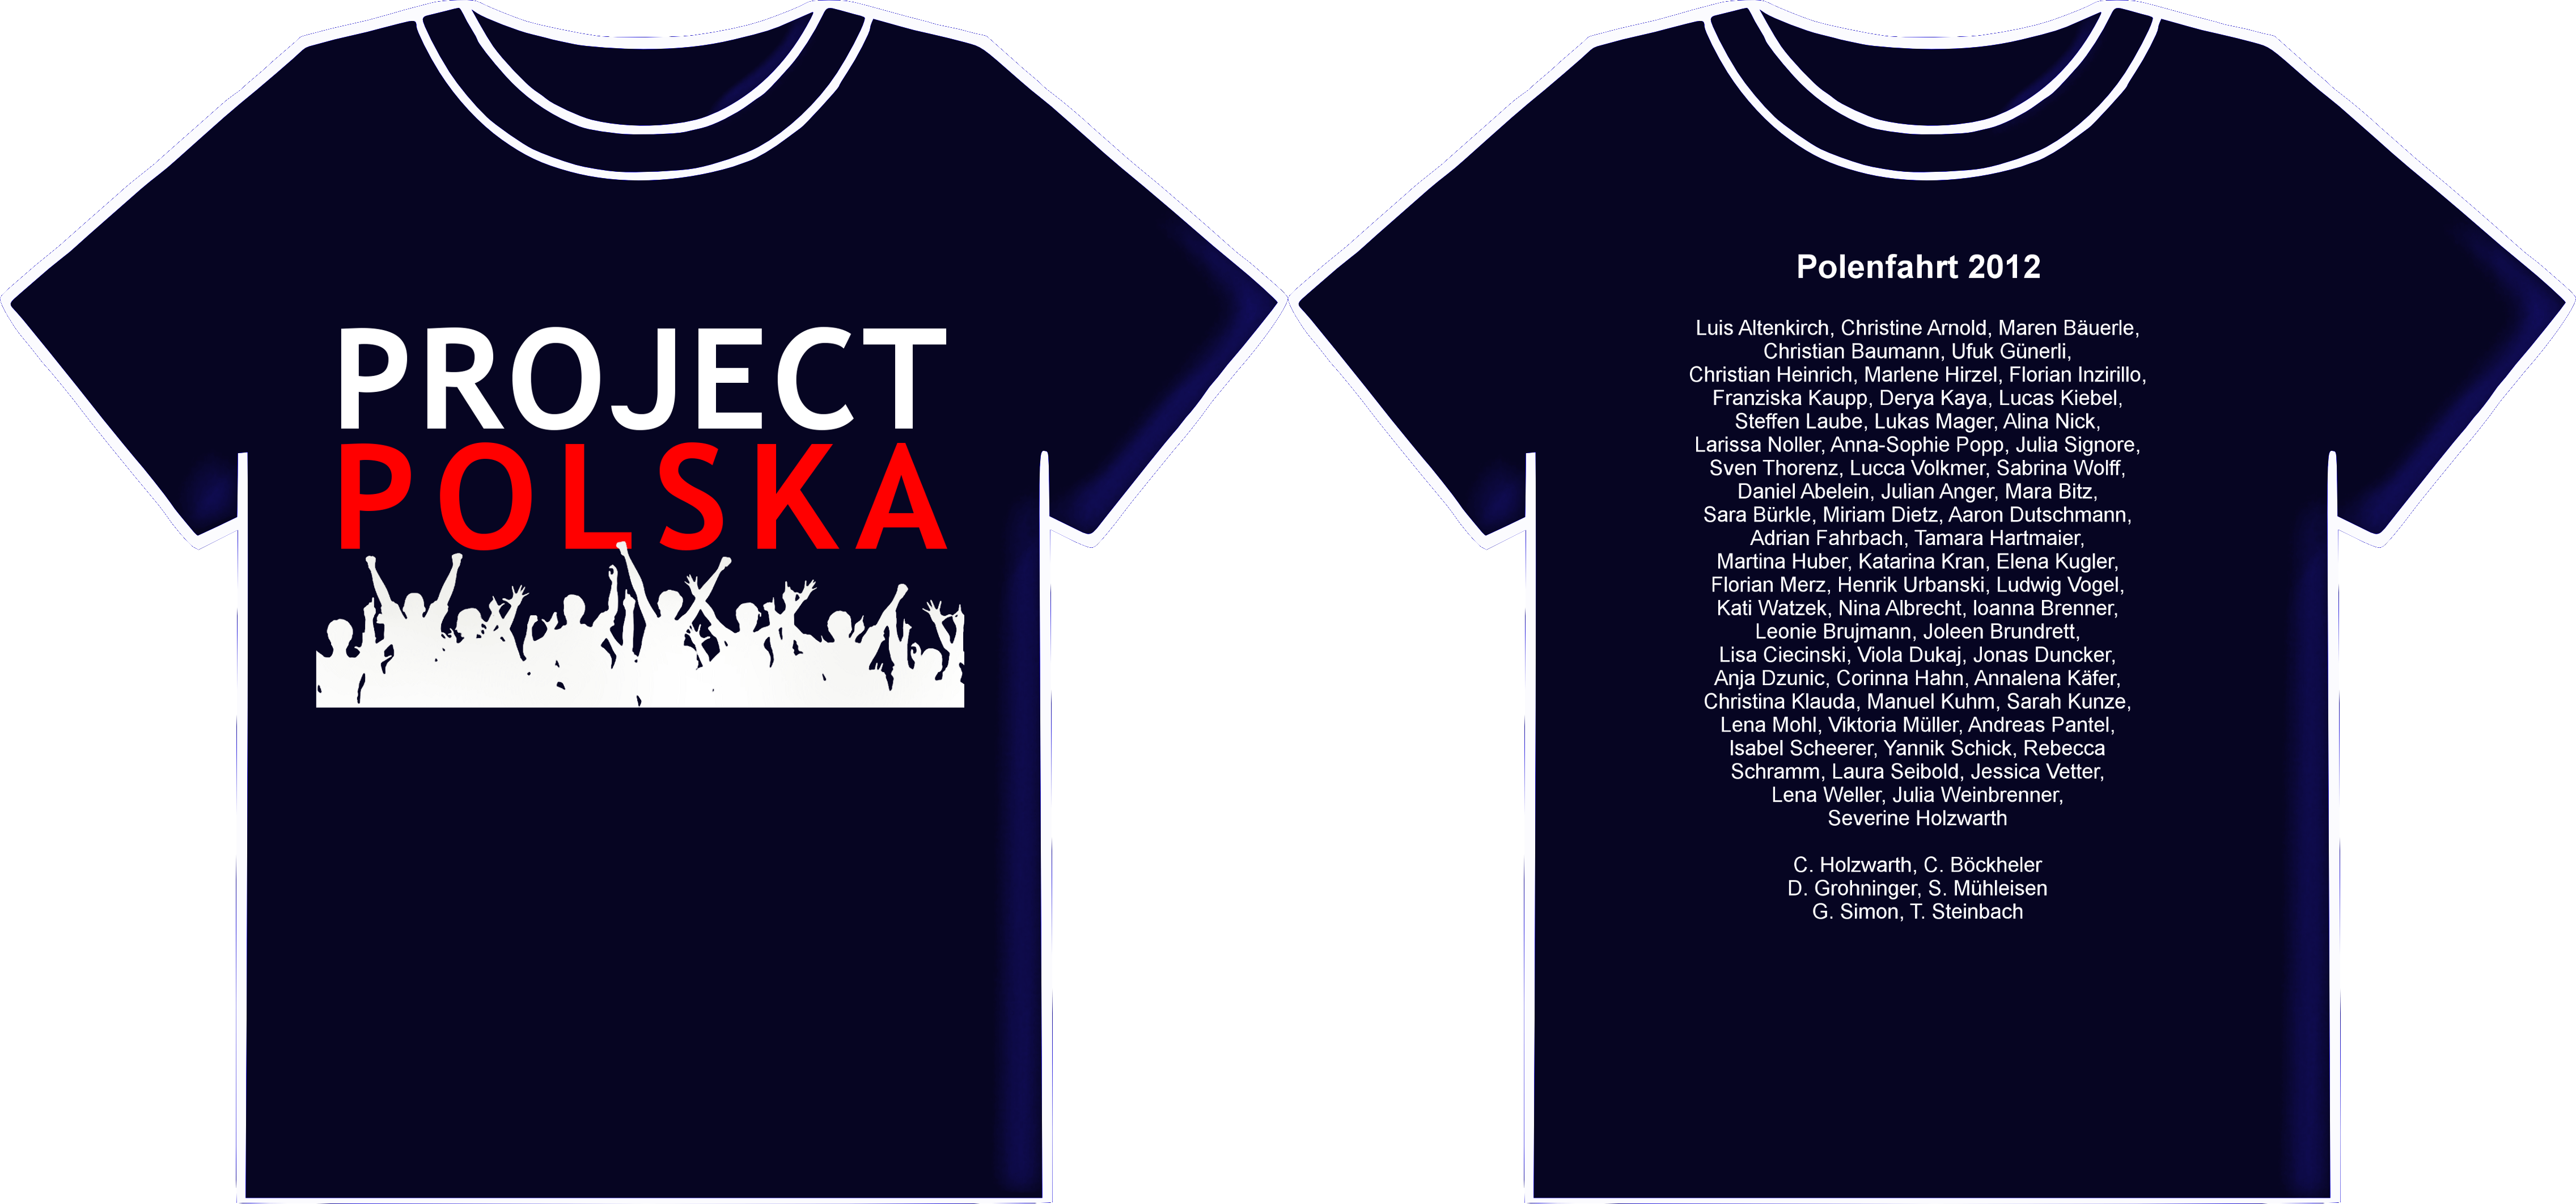 PROJECT
POLSKA
Polenfahrt 2012
Luis Altenkirch, Christine Arnold, Maren Bäuerle,
Christian Baumann, Ufuk Günerli,
Christian Heinrich, Marlene Hirzel, Florian Inzirillo,
Franziska Kaupp, Derya Kaya, Lucas Kiebel,
Steffen Laube, Lukas Mager, Alina Nick,
Larissa Noller, Anna-Sophie Popp, Julia Signore,
Sven Thorenz, Lucca Volkmer, Sabrina Wolff,
Daniel Abelein, Julian Anger, Mara Bitz,
Sara Bürkle, Miriam Dietz, Aaron Dutschmann,
Adrian Fahrbach, Tamara Hartmaier,
Martina Huber, Katarina Kran, Elena Kugler,
Florian Merz, Henrik Urbanski, Ludwig Vogel,
Kati Watzek, Nina Albrecht, Ioanna Brenner,
Leonie Brujmann, Joleen Brundrett,
Lisa Ciecinski, Viola Dukaj, Jonas Duncker,
Anja Dzunic, Corinna Hahn, Annalena Käfer,
Christina Klauda, Manuel Kuhm, Sarah Kunze,
Lena Mohl, Viktoria Müller, Andreas Pantel,
Isabel Scheerer, Yannik Schick, Rebecca
Schramm, Laura Seibold, Jessica Vetter,
Lena Weller, Julia Weinbrenner,
Severine Holzwarth
C. Holzwarth, C. Böckheler
D. Grohninger, S. Mühleisen
G. Simon, T. Steinbach